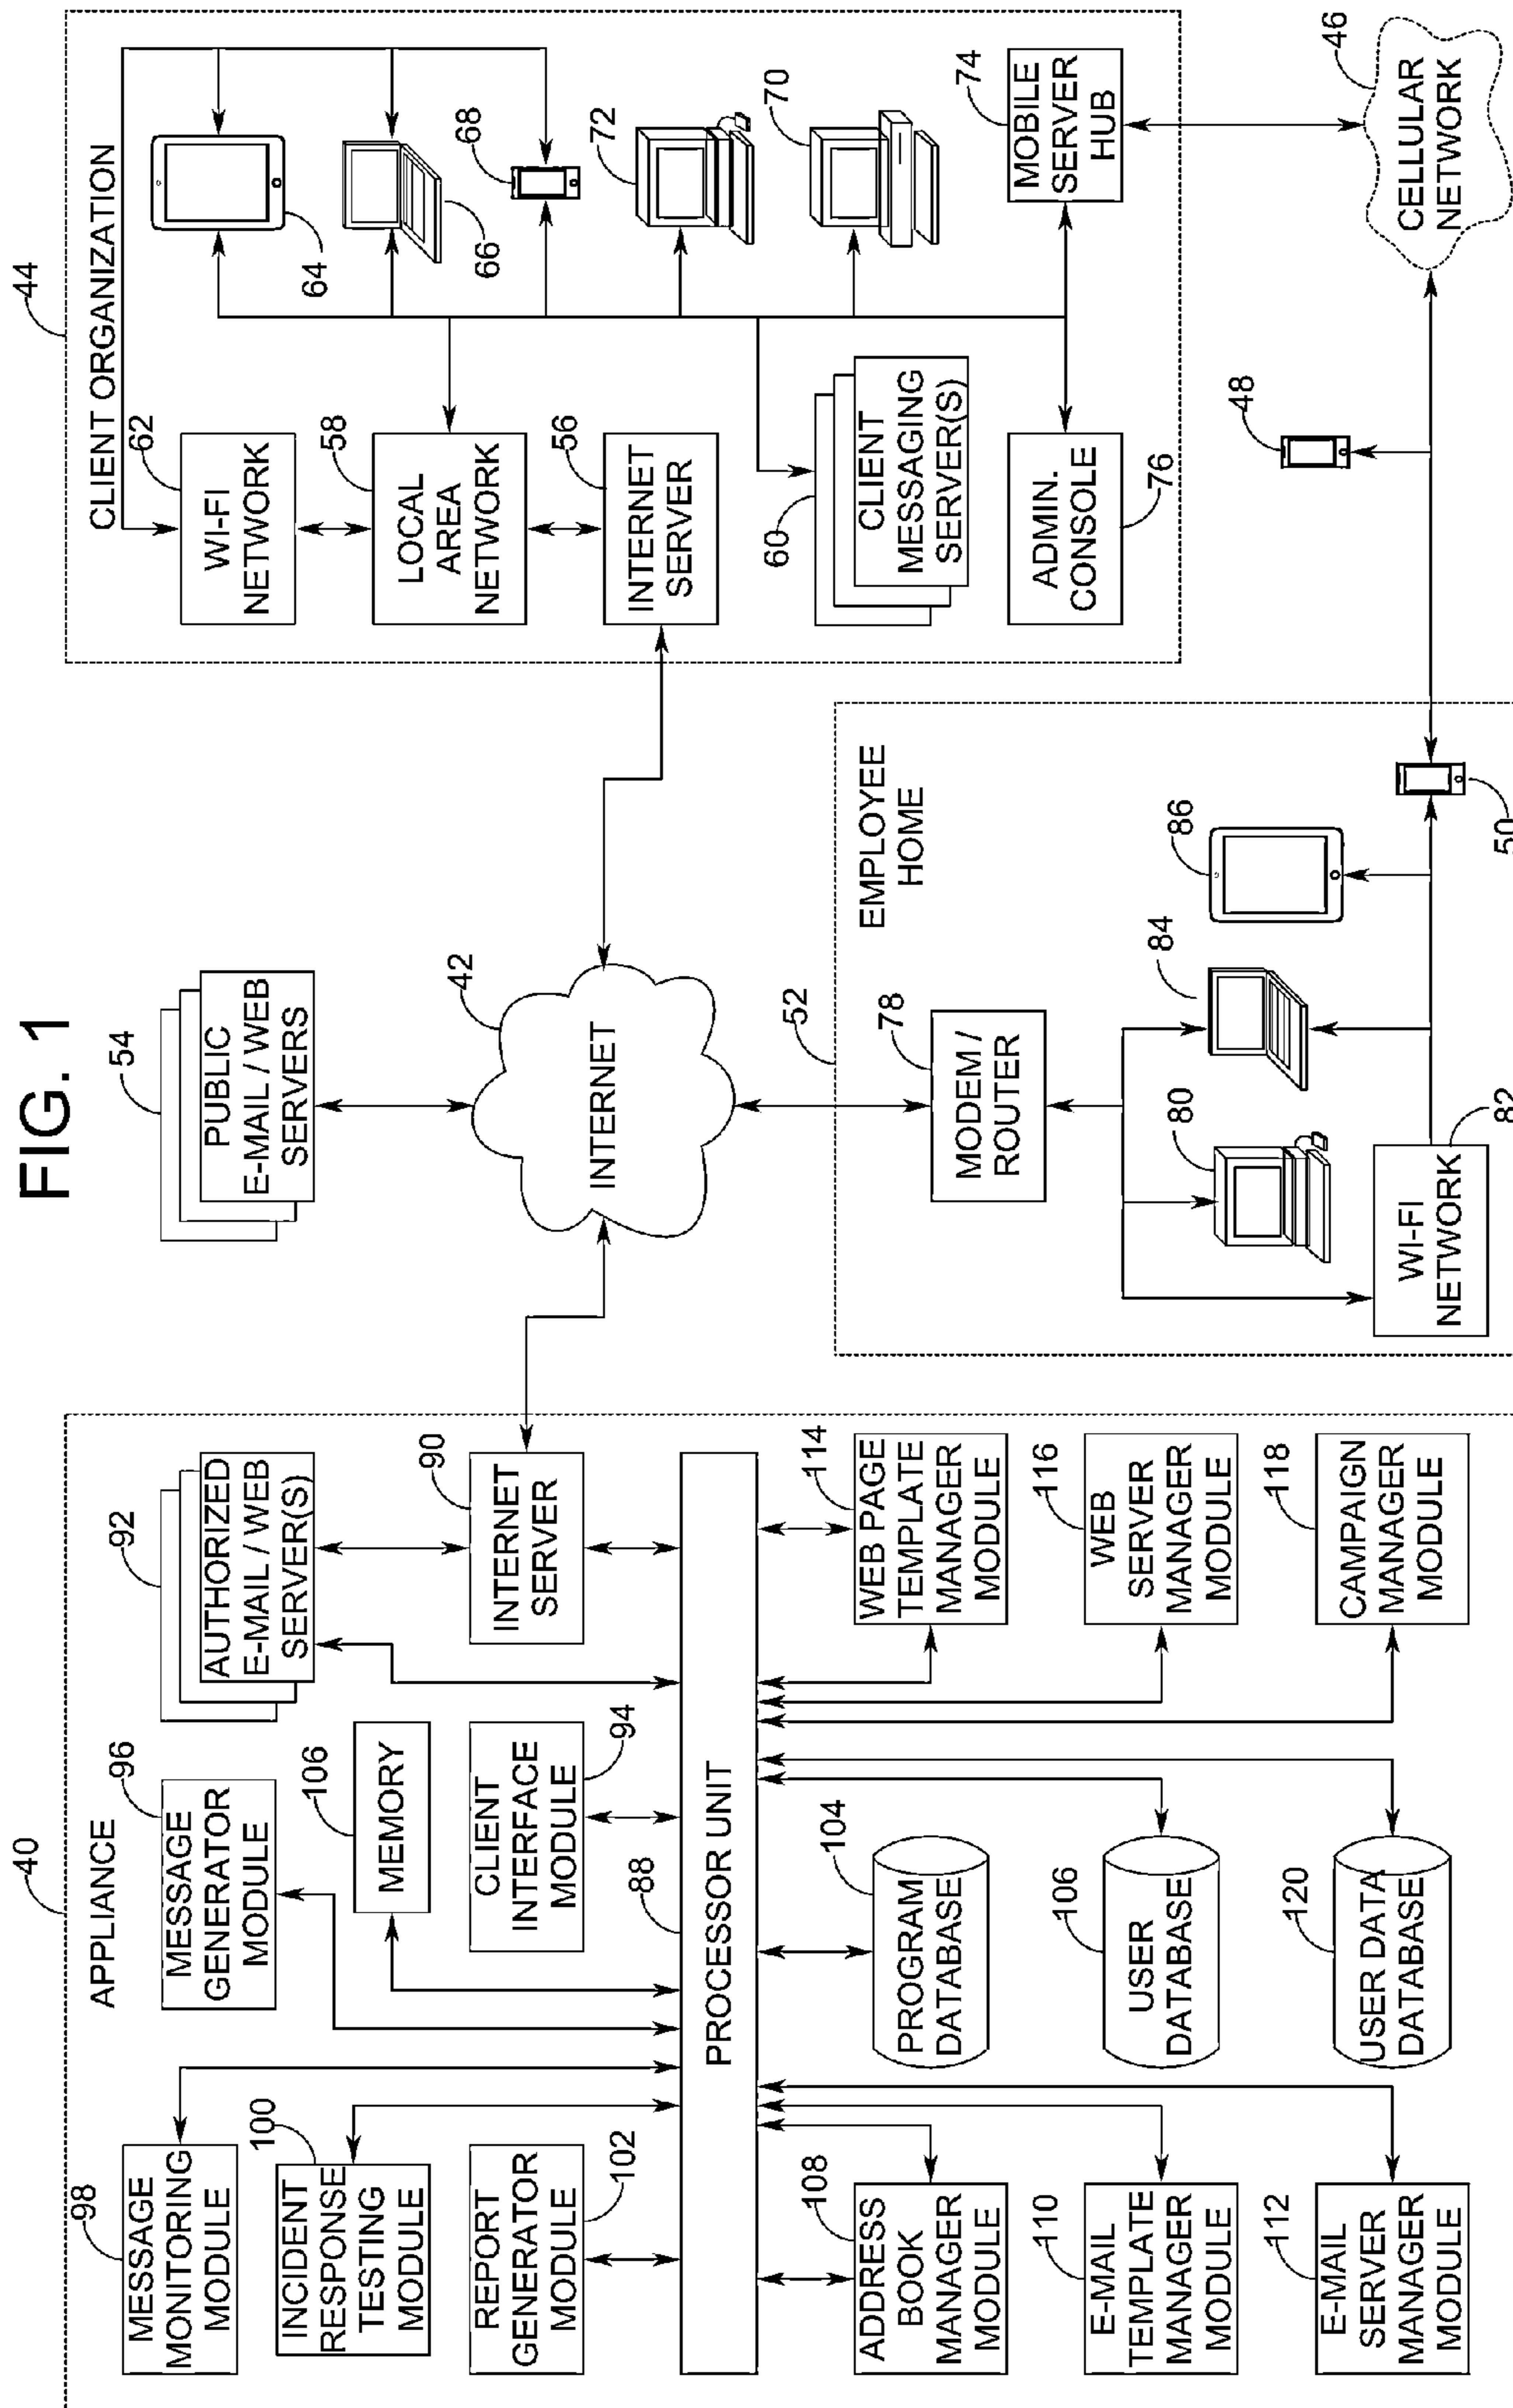 FIG. 1
40
APPLIANCE
98
MESSAGE
MONITORING
MODULE
100
INCIDENT
RESPONSE
TESTING
MODULE
REPORT
GENERATOR
MODULE
102
96
MESSAGE
GENERATOR
MODULE
106
MEMORY
CLIENT
INTERFACE
MODULE
94
92
AUTHORIZED
E-MAIL / WEB
SERVER(S)
90
INTERNET
SERVER
88
PROCESSOR UNIT
108
ADDRESS
BOOK
MANAGER
MODULE
110
E-MAIL
TEMPLATE
MANAGER
MODULE
112
E-MAIL
SERVER
MANAGER
MODULE
104
PROGRAM
DATABASE
106
USER
DATABASE
120
USER DATA
DATABASE
114
WEB PAGE
TEMPLATE
MANAGER
MODULE
116
WEB
SERVER
MANAGER
MODULE
118
CAMPAIGN
MANAGER
MODULE
54
PUBLIC
E-MAIL / WEB
SERVERS
42
INTERNET
52
EMPLOYEE
HOME
78
MODEM /
ROUTER
80
84
86
82
WI-FI
NETWORK
50
44
CLIENT ORGANIZATION
62
WI-FI
NETWORK
58
LOCAL
AREA
NETWORK
56
INTERNET
SERVER
60
CLIENT
MESSAGING
SERVER(S)
ADMIN.
CONSOLE
76
64
66
68
72
70
74
MOBILE
SERVER
HUB
48
46
CELLULAR
NETWORK